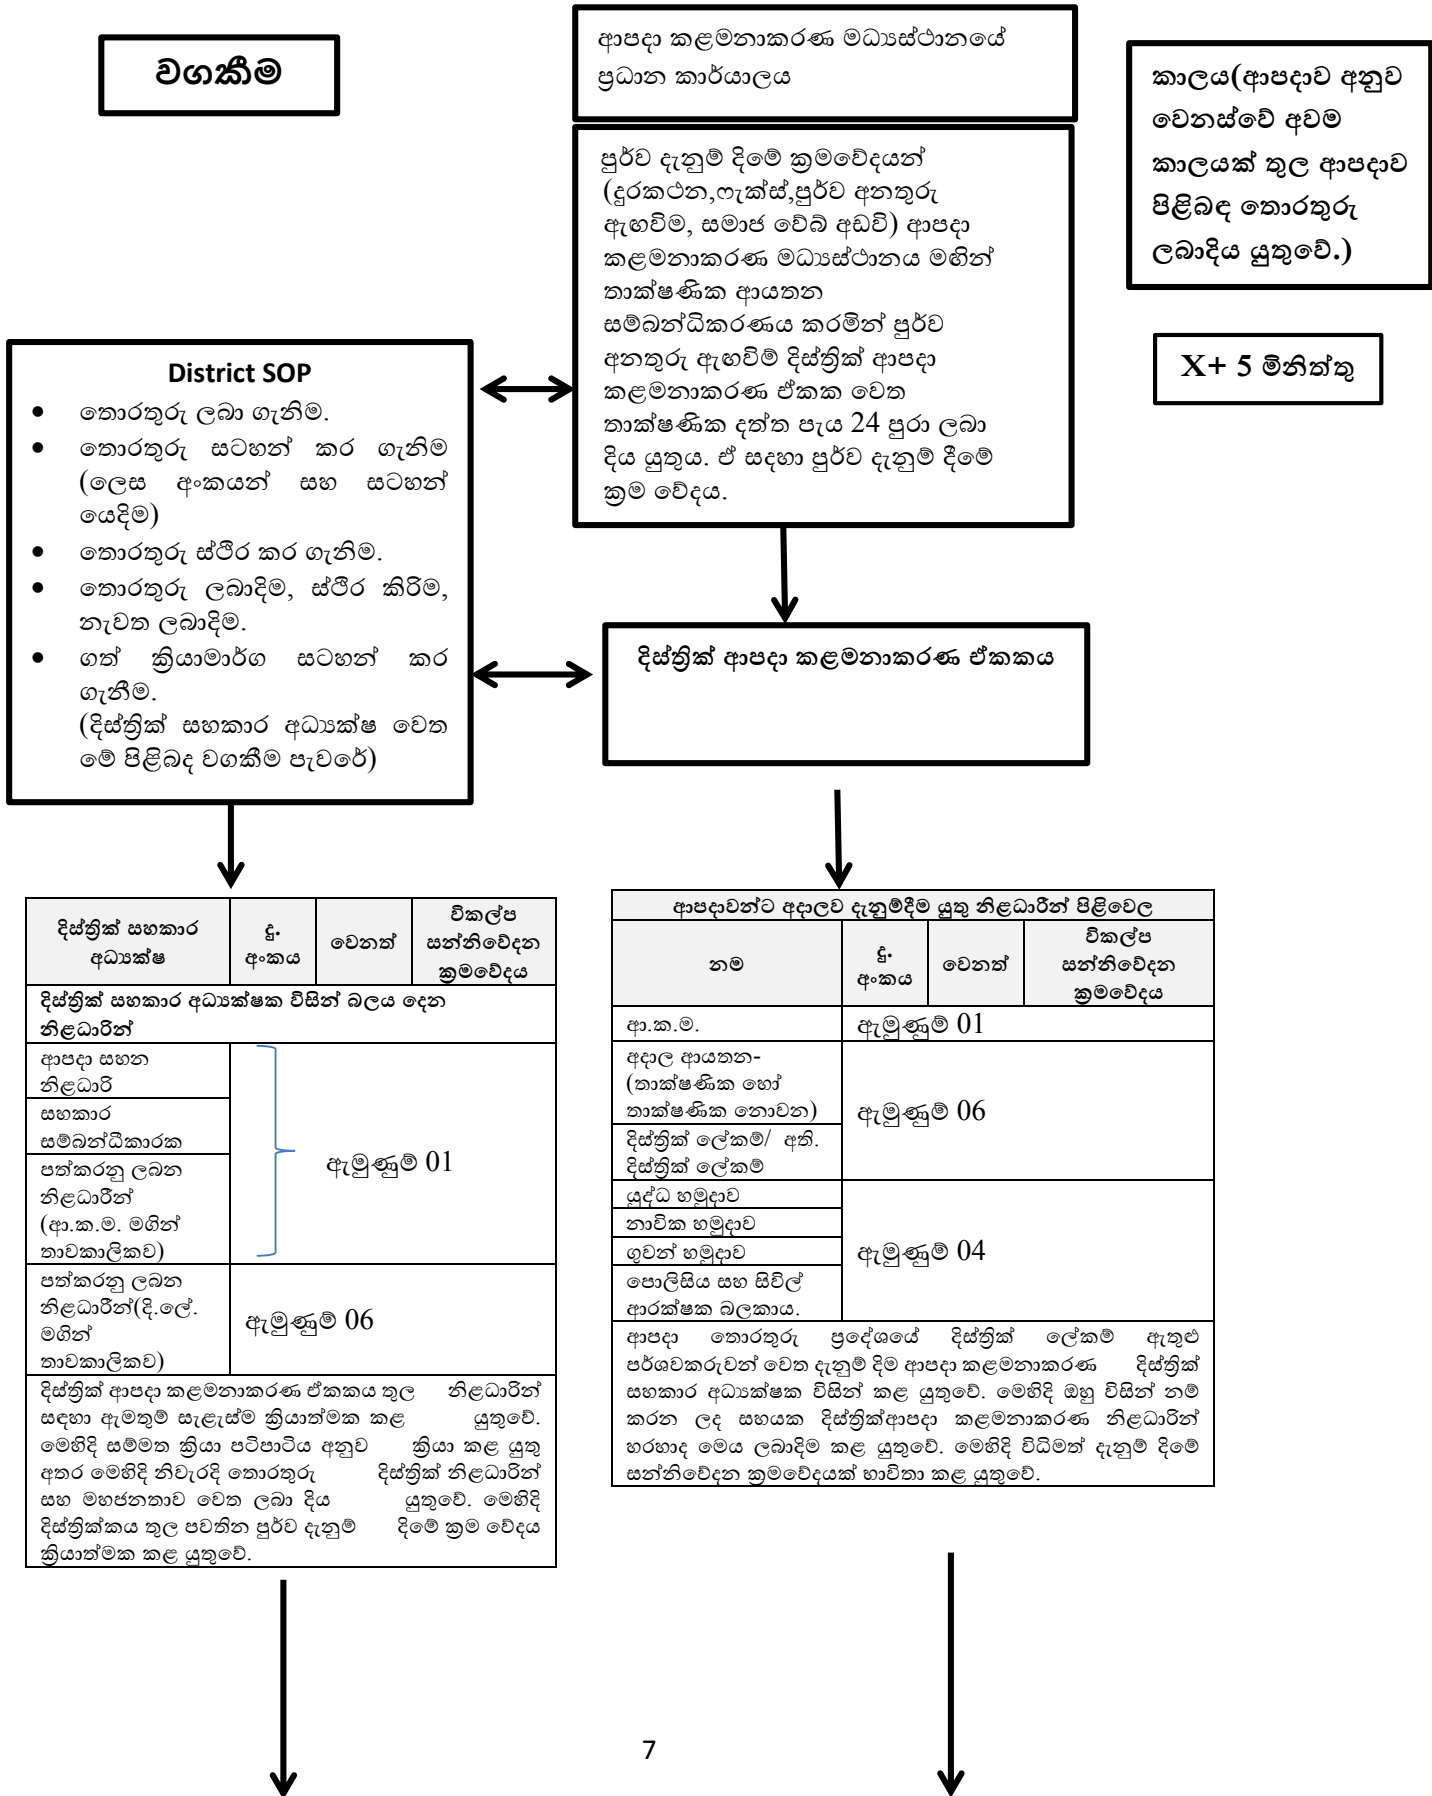 වගකීම
ආපදා කළමනාකරණ මධ්‍යස්ථානයේ
ප්‍රධාන කාර්යාලය
කාලය(ආපදාව අනුව
වෙනස්වේ අවම
කාලයක් තුල ආපදාව
පිළිබඳ තොරතුරු
ලබාදිය යුතුවේ.)
X+ 5 මිනිත්තු
පුර්ව දැනුම් දිමේ ක්‍රමවේදයන්
(දුරකථන,ෆැක්ස්,පුර්ව අනතුරු
ඇඟවිම, සමාජ වේබ් අඩවි) ආපදා
කළමනාකරණ මධ්‍යස්ථානය මඟින්
තාක්ෂණික ආයතන
සම්බන්ධිකරණය කරමින් පුර්ව
අනතුරු ඇඟවිම් දිස්ත්‍රික් ආපදා
කළමනාකරණ ඒකක වෙත
තාක්ෂණික දත්ත පැය 24 පුරා ලබා
දිය යුතුය. ඒ සදහා පුර්ව දැනුම් දීමේ
ක්‍රම වේදය.
District SOP
• තොරතුරු ලබා ගැනිම.
• තොරතුරු සටහන් කර ගැනිම
(ලෙස අංකයන් සහ සටහන්
යෙදිම)
• තොරතුරු ස්ථිර කර ගැනිම.
• තොරතුරු ලබාදිම, ස්ථිර කිරිම,
නැවත ලබාදිම.
• ගත් ක්‍රියාමාර්ග සටහන් කර
ගැනීම.
(දිස්ත්‍රික් සහකාර අධ්‍යක්ෂ වෙත
මේ පිළිබද වගකීම පැවරේ)
දිස්ත්‍රික් ආපදා කළමනාකරණ ඒකකය
දිස්ත්‍රික් සහකාර
අධ්‍යක්ෂ
දු.
අංකය
වෙනත්
විකල්ප
සන්නිවේදන
ක්‍රමවේදය
දිස්ත්‍රික් සහකාර අධ්‍යක්ෂක විසින් බලය දෙන
නිළධාරින්
ආපදා සහන
නිළධාරි
සහකාර
සම්බන්ධීකාරක
පත්කරනු ලබන
නිළධාරීන්
(ආ.ක.ම. මගින්
තාවකාලිකව)
ඇමුණුම් 01
පත්කරනු ලබන
නිළධාරීන්(දි.ලේ.
මගින්
තාවකාලිකව)
ඇමුණුම් 06
දිස්ත්‍රික් ආපදා කළමනාකරණ ඒකකය තුල නිළධාරින්
සඳහා ඇමතුම් සැළැස්ම ක්‍රියාත්මක කළ යුතුවේ.
මෙහිදි සම්මත ක්‍රියා පටිපාටිය අනුව ක්‍රියා කළ යුතු
අතර මෙහිදි නිවැරදි තොරතුරු දිස්ත්‍රික් නිළධාරින්
සහ මහජනතාව වෙත ලබා දිය යුතුවේ. මෙහිදි
දිස්ත්‍රික්කය තුල පවතින පුර්ව දැනුම් දිමේ ක්‍රම වේදය
ක්‍රියාත්මක කළ යුතුවේ.
ආපදාවන්ට අදාලව දැනුම්දීම යුතු නිළධාරීන් පිළිවෙල
නම
දු.
අංකය
වෙනත්
විකල්ප
සන්නිවේදන
ක්‍රමවේදය
ආ.ක.ම.
ඇමුණුම් 01
අදාල ආයතන-
(තාක්ෂණික හෝ
තාක්ෂණික නොවන)
දිස්ත්‍රික් ලේකම්/ අති.
දිස්ත්‍රික් ලේකම්
ඇමුණුම් 06
යුද්ධ හමුදාව
නාවික හමුදාව
ගුවන් හමුදාව
පොලිසිය සහ සිවිල්
ආරක්ෂක බලකාය.
ඇමුණුම් 04
ආපදා තොරතුරු ප්‍රදේශයේ දිස්ත්‍රික් ලේකම් ඇතුළු
පර්ශවකරුවන් වෙත දැනුම් දිම ආපදා කළමනාකරණ දිස්ත්‍රික්
සහකාර අධ්‍යක්ෂක විසින් කළ යුතුවේ. මෙහිදි ඔහු විසින් නම්
කරන ලද සහයක දිස්ත්‍රික්ආපදා කළමනාකරණ නිළධාරින්
හරහාද මෙය ලබාදිම කළ යුතුවේ. මෙහිදි විධිමත් දැනුම් දිමේ
සන්නිවේදන ක්‍රමවේදයක් භාවිතා කළ යුතුවේ.
7